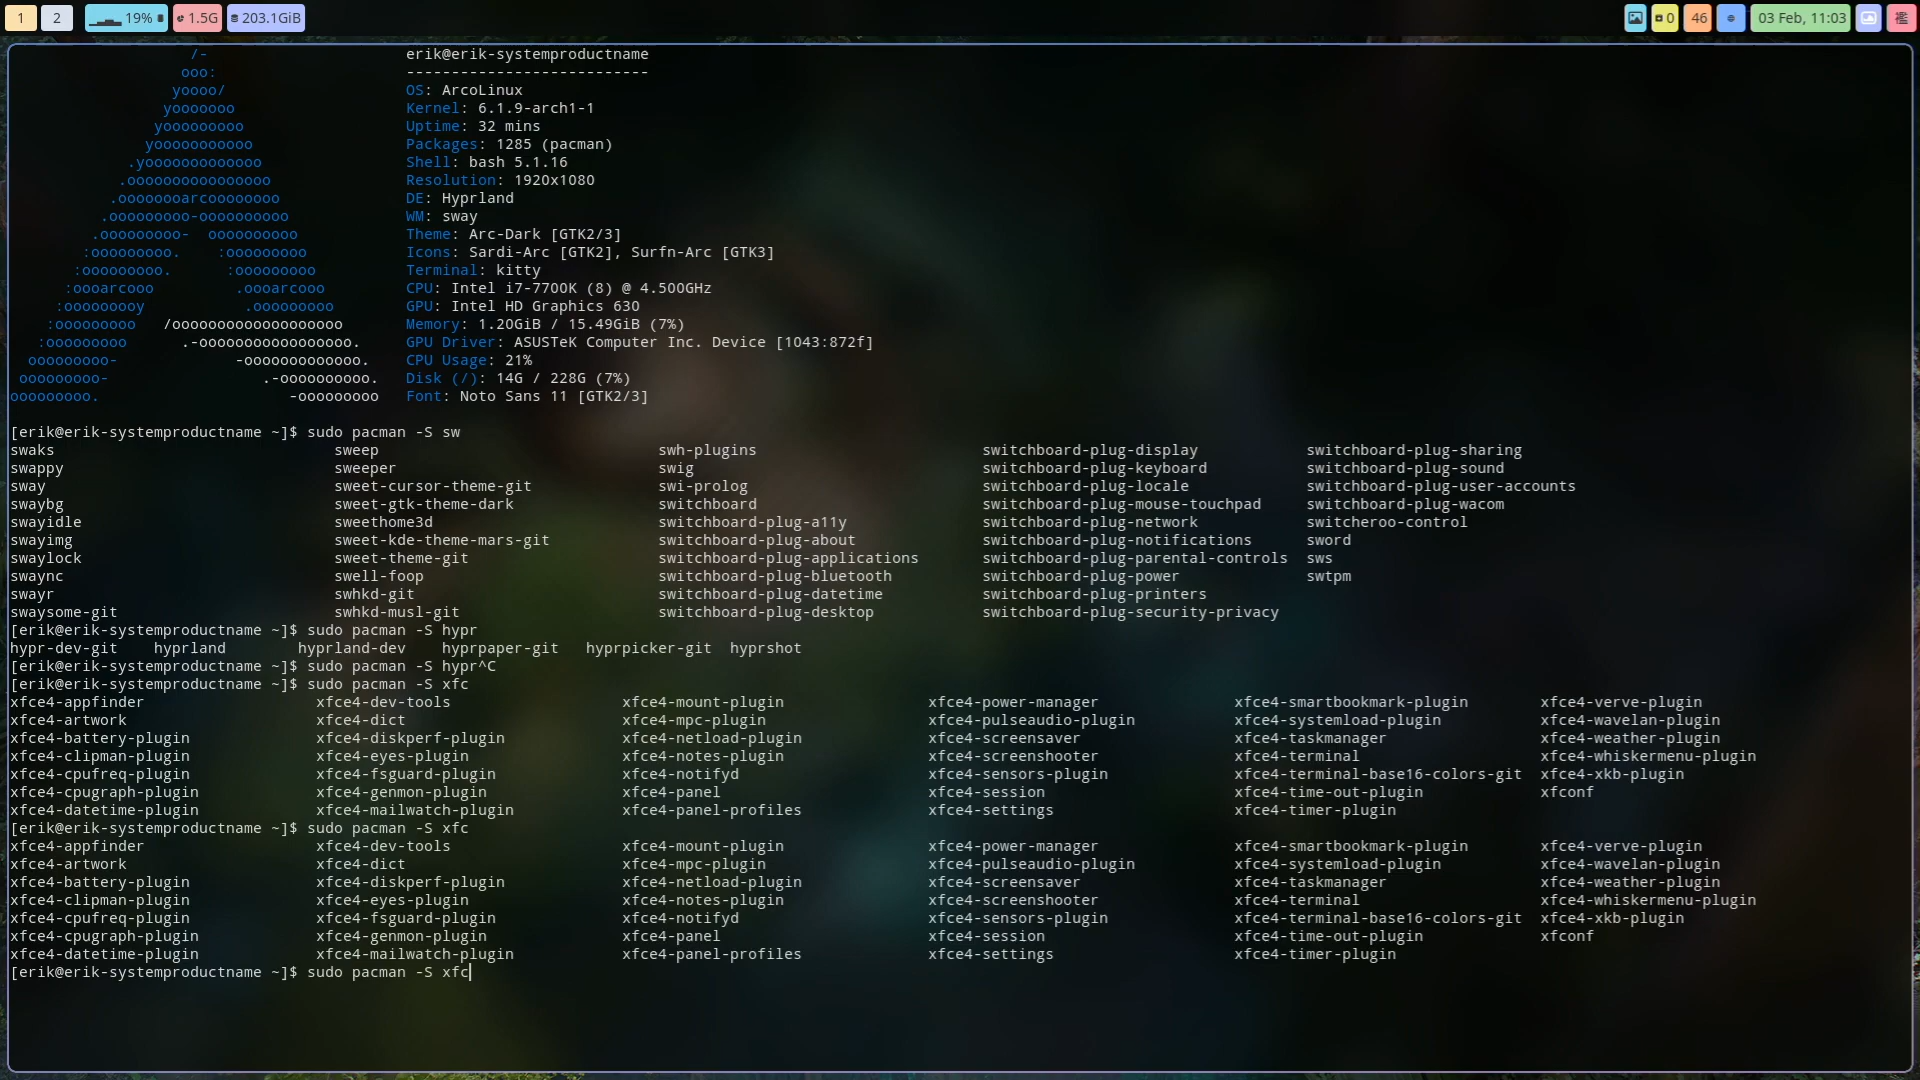 1 2 19% 1.5G 203.1GiB 0 46 03 Feb, 11:03
/- erik@erik-systemproductname
ooo: ---------------------------
yoooo/ OS: ArcoLinux
yooooooo Kernel: 6.1.9-arch1-1
yooooooooo Uptime: 32 mins
yooooooooooo Packages: 1285 (pacman)
.yooooooooooooo Shell: bash 5.1.16
.oooooooooooooooo Resolution: 1920x1080
.oooooooarcoooooooo DE: Hyprland
.ooooooooo-oooooooooo WM: sway
.ooooooooo-  oooooooooo Theme: Arc-Dark [GTK2/3]
:ooooooooo.    :ooooooooo Icons: Sardi-Arc [GTK2], Surfn-Arc [GTK3]
:ooooooooo.      :ooooooooo Terminal: kitty
:oooarcooo         .oooarcooo CPU: Intel i7-7700K (8) @ 4.500GHz
:ooooooooy           .ooooooooo GPU: Intel HD Graphics 630
:ooooooooo   /ooooooooooooooooooo Memory: 1.20GiB / 15.49GiB (7%)
:ooooooooo      .-ooooooooooooooooo. GPU Driver: ASUSTeK Computer Inc. Device [1043:872f]
ooooooooo-             -ooooooooooooo. CPU Usage: 21%
ooooooooo-                 .-oooooooooo. Disk (/): 14G / 228G (7%)
ooooooooo.                     -ooooooooo Font: Noto Sans 11 [GTK2/3]
[erik@erik-systemproductname ~]$ sudo pacman -S sw
swaks sweep swh-plugins switchboard-plug-display switchboard-plug-sharing
swappy sweeper swig switchboard-plug-keyboard switchboard-plug-sound
sway sweet-cursor-theme-git swi-prolog switchboard-plug-locale switchboard-plug-user-accounts
swaybg sweet-gtk-theme-dark switchboard switchboard-plug-mouse-touchpad switchboard-plug-wacom
swayidle sweethome3d switchboard-plug-a11y switchboard-plug-network switcheroo-control
swayimg sweet-kde-theme-mars-git switchboard-plug-about switchboard-plug-notifications sword
swaylock sweet-theme-git switchboard-plug-applications switchboard-plug-parental-controls sws
swaync swell-foop switchboard-plug-bluetooth switchboard-plug-power swtpm
swayr swhkd-git switchboard-plug-datetime switchboard-plug-printers
swaysome-git swhkd-musl-git switchboard-plug-desktop switchboard-plug-security-privacy
[erik@erik-systemproductname ~]$ sudo pacman -S hypr
hypr-dev-git hyprland hyprland-dev hyprpaper-git hyprpicker-git hyprshot
[erik@erik-systemproductname ~]$ sudo pacman -S hypr^C
[erik@erik-systemproductname ~]$ sudo pacman -S xfc
xfce4-appfinder xfce4-dev-tools xfce4-mount-plugin xfce4-power-manager xfce4-smartbookmark-plugin xfce4-verve-plugin
xfce4-artwork xfce4-dict xfce4-mpc-plugin xfce4-pulseaudio-plugin xfce4-systemload-plugin xfce4-wavelan-plugin
xfce4-battery-plugin xfce4-diskperf-plugin xfce4-netload-plugin xfce4-screensaver xfce4-taskmanager xfce4-weather-plugin
xfce4-clipman-plugin xfce4-eyes-plugin xfce4-notes-plugin xfce4-screenshooter xfce4-terminal xfce4-whiskermenu-plugin
xfce4-cpufreq-plugin xfce4-fsguard-plugin xfce4-notifyd xfce4-sensors-plugin xfce4-terminal-base16-colors-git xfce4-xkb-plugin
xfce4-cpugraph-plugin xfce4-genmon-plugin xfce4-panel xfce4-session xfce4-time-out-plugin xfconf
xfce4-datetime-plugin xfce4-mailwatch-plugin xfce4-panel-profiles xfce4-settings xfce4-timer-plugin
[erik@erik-systemproductname ~]$ sudo pacman -S xfc
xfce4-appfinder xfce4-dev-tools xfce4-mount-plugin xfce4-power-manager xfce4-smartbookmark-plugin xfce4-verve-plugin
xfce4-artwork xfce4-dict xfce4-mpc-plugin xfce4-pulseaudio-plugin xfce4-systemload-plugin xfce4-wavelan-plugin
xfce4-battery-plugin xfce4-diskperf-plugin xfce4-netload-plugin xfce4-screensaver xfce4-taskmanager xfce4-weather-plugin
xfce4-clipman-plugin xfce4-eyes-plugin xfce4-notes-plugin xfce4-screenshooter xfce4-terminal xfce4-whiskermenu-plugin
xfce4-cpufreq-plugin xfce4-fsguard-plugin xfce4-notifyd xfce4-sensors-plugin xfce4-terminal-base16-colors-git xfce4-xkb-plugin
xfce4-cpugraph-plugin xfce4-genmon-plugin xfce4-panel xfce4-session xfce4-time-out-plugin xfconf
xfce4-datetime-plugin xfce4-mailwatch-plugin xfce4-panel-profiles xfce4-settings xfce4-timer-plugin
[erik@erik-systemproductname ~]$ sudo pacman -S xfc